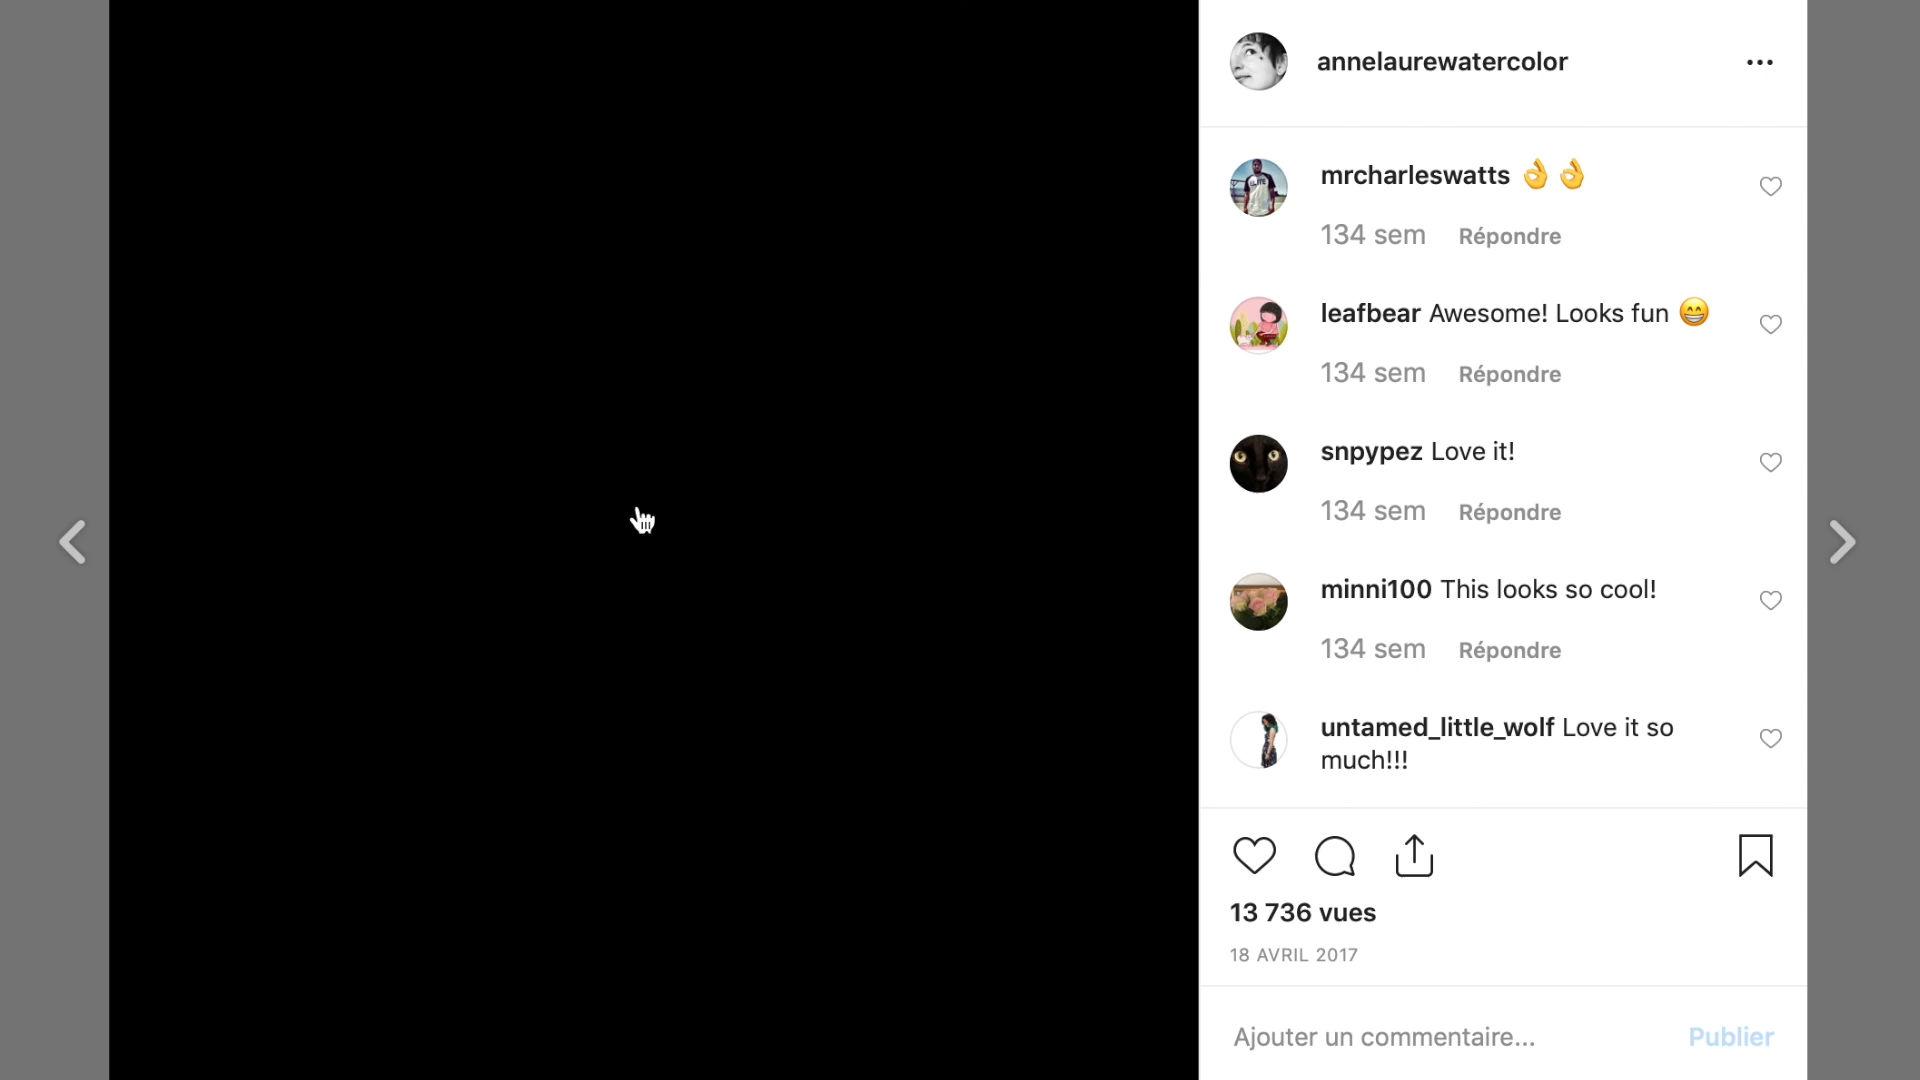 annelaurewatercolor
mrcharleswatts 👌 👌
134 sem Répondre
leafbear Awesome! Looks fun 😁
134 sem Répondre
snpypez Love it!
134 sem Répondre
minni100 This looks so cool!
134 sem Répondre
untamed_little_wolf Love it so
much!!!
13 736 vues
18 AVRIL 2017
Ajouter un commentaire... Publier